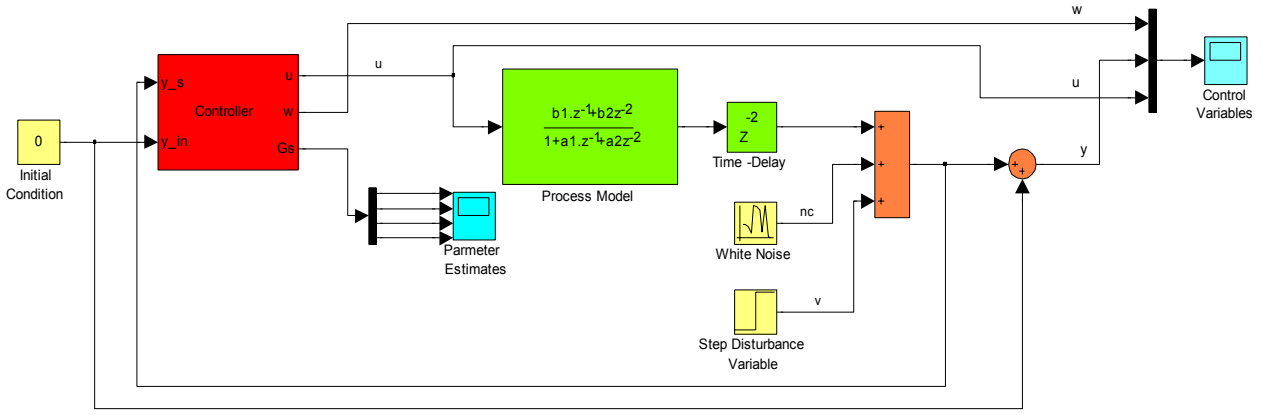 w
u
u
y_s
Controller
w
y_in
Gs
u
Control
Variables
b1.z-1+b2z-2
1+a1.z-1+a2z-2
Process Model
-2
Z
Time -Delay
+
+
+
+
+
y
0
Initial
Condition
Parmeter
Estimates
nc
White Noise
v
Step Disturbance
Variable